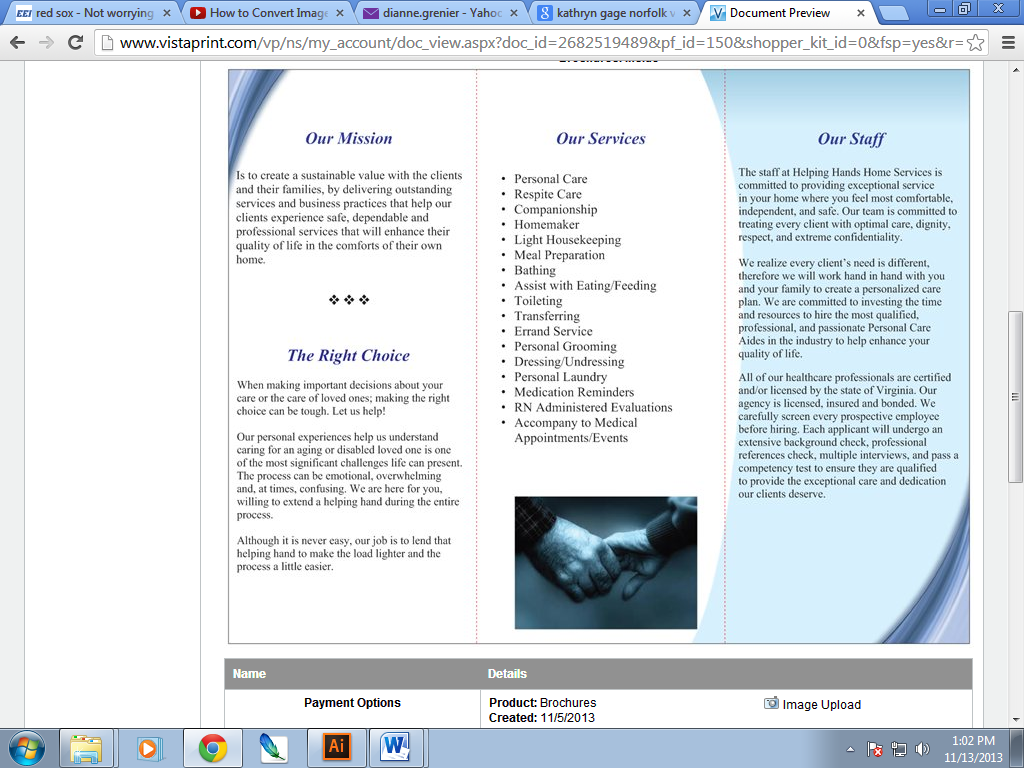 red sox - Not worrying
How to Convert Image
dianne.grenier - Yahoo
kathryn gage norfolk v
Document Preview
www.vistaprint.com/vp/ns/my_account/doc_view.aspx?doc_id=2682519489&pf_id=150&shopper_kit_id=0&fsp=yes&r=
Our Mission
Is to create a sustainable value with the clients
and their families, by delivering outstanding
services and business practices that help our
clients experience safe, dependable and
professional services that will enhance their
quality of life in the comforts of their own
home.
The Right Choice
When making important decisions about your
care or the care of loved ones; making the right
choice can be tough. Let us help!
Our personal experiences help us understand
caring for an aging or disabled loved one is one
of the most significant challenges life can present.
The process can be emotional, overwhelming
and, at times, confusing. We are here for you,
willing to extend a helping hand during the entire
process.
Although it is never easy, our job is to lend that
helping hand to make the load lighter and the
process a little easier.
Our Services
• Personal Care
• Respite Care
• Companionship
• Homemaker
• Light Housekeeping
• Meal Preparation
• Bathing
• Assist with Eating/Feeding
• Toileting
• Transferring
• Errand Service
• Personal Grooming
• Dressing/Undressing
• Personal Laundry
• Medication Reminders
• RN Administered Evaluations
• Accompany to Medical
Appointments/Events
Our Staff
The staff at Helping Hands Home Services is
committed to providing exceptional service
in your home where you feel most comfortable,
independent, and safe. Our team is committed to
treating every client with optimal care, dignity,
respect, and extreme confidentiality.
We realize every client's need is different,
therefore we will work hand in hand with you
and your family to create a personalized care
plan. We are committed to investing the time
and resources to hire the most qualified,
professional, and passionate Personal Care
Aides in the industry to help enhance your
quality of life.
All of our healthcare professionals are certified
and/or licensed by the state of Virginia. Our
agency is licensed, insured and bonded. We
carefully screen every prospective employee
before hiring. Each applicant will undergo an
extensive background check, professional
references check, multiple interviews, and pass a
competency test to ensure they are qualified
to provide the exceptional care and dedication
our clients deserve.
Name
Details
Payment Options
Product: Brochures
Created: 11/5/2013
Image Upload
Ai
W
1:02 PM
11/13/2013